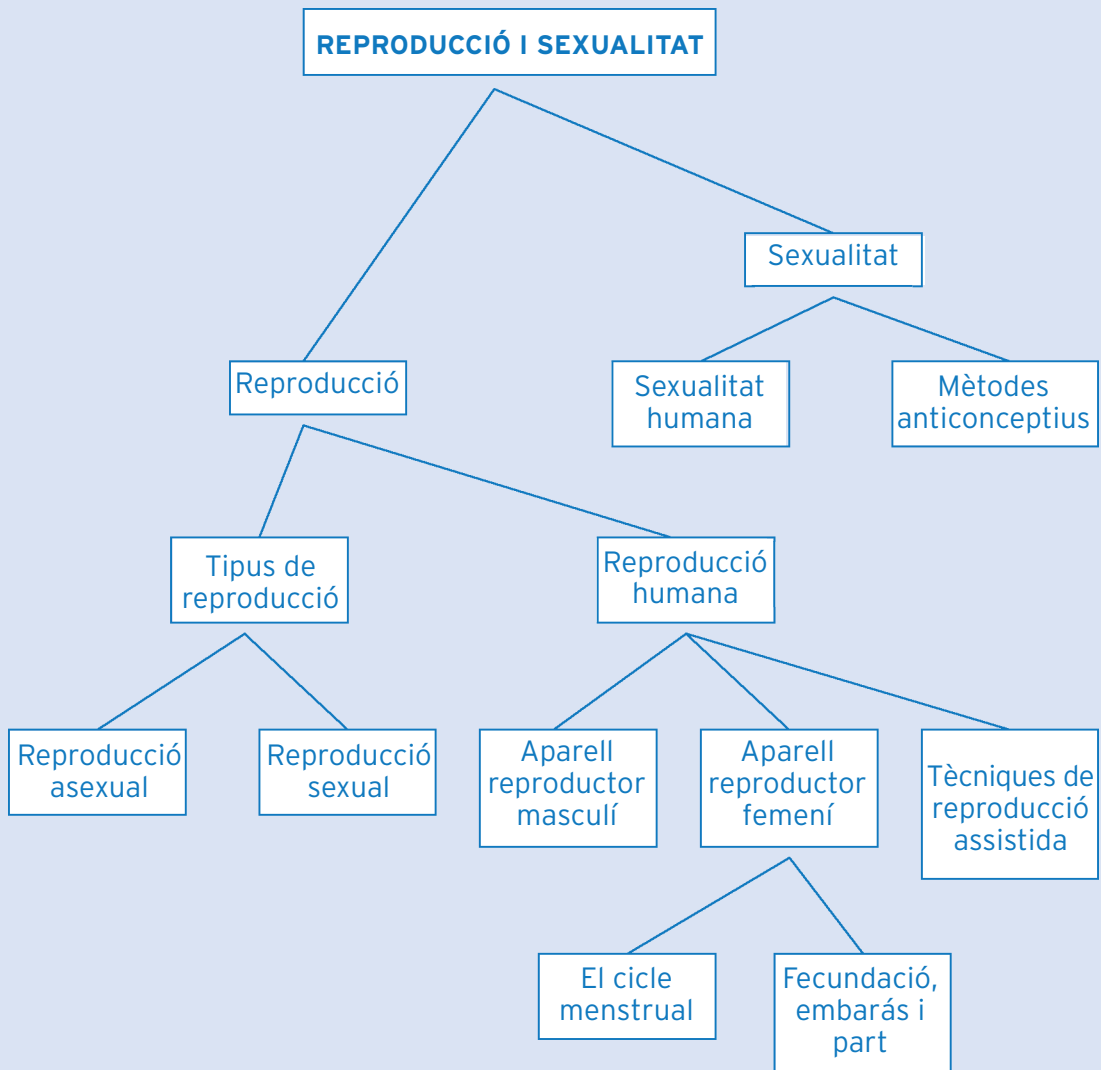 REPRODUCCIÓ I SEXUALITAT
Sexualitat
Reproducció
Sexualitat
humana
Mètodes
anticonceptius
Tipus de
reproducció
Reproducció
humana
Reproducció
asexual
Reproducció
sexual
Aparell
reproductor
masculí
Aparell
reproductor
femení
Tècniques de
reproducció
assistida
El cicle
menstrual
Fecundació,
embarás i
part